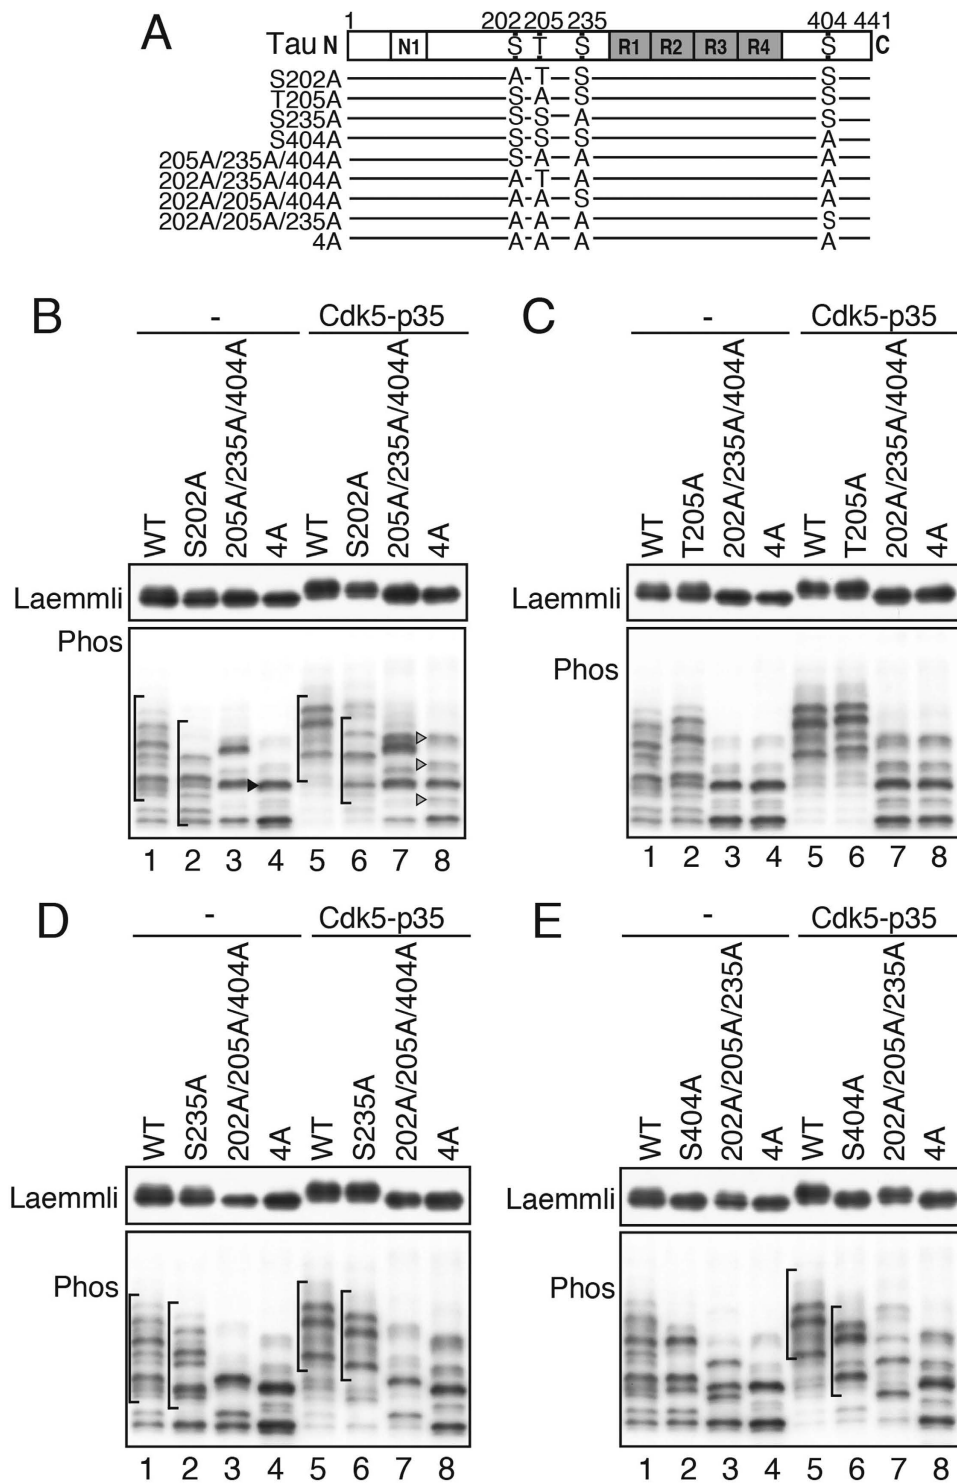 A
1 202 205 235 404 441
Tau N N1 S T S R1 R2 R3 R4 S C
S202A A T S S
T205A S A S S
S235A S S A S
S404A S S S A
205A/235A/404A S A A A
202A/235A/404A A T A A
202A/205A/404A A A S A
202A/205A/235A A A A S
4A A A A A
B
- Cdk5-p35
WT S202A 205A/235A/404A 4A WT S202A 205A/235A/404A 4A
Laemmli
Phos
1 2 3 4 5 6 7 8
C
- Cdk5-p35
WT T205A 202A/235A/404A 4A WT T205A 202A/235A/404A 4A
Laemmli
Phos
1 2 3 4 5 6 7 8
D
- Cdk5-p35
WT S235A 202A/205A/404A 4A WT S235A 202A/205A/404A 4A
Laemmli
Phos
1 2 3 4 5 6 7 8
E
- Cdk5-p35
WT S404A 202A/205A/235A 4A WT S404A 202A/205A/235A 4A
Laemmli
Phos
1 2 3 4 5 6 7 8